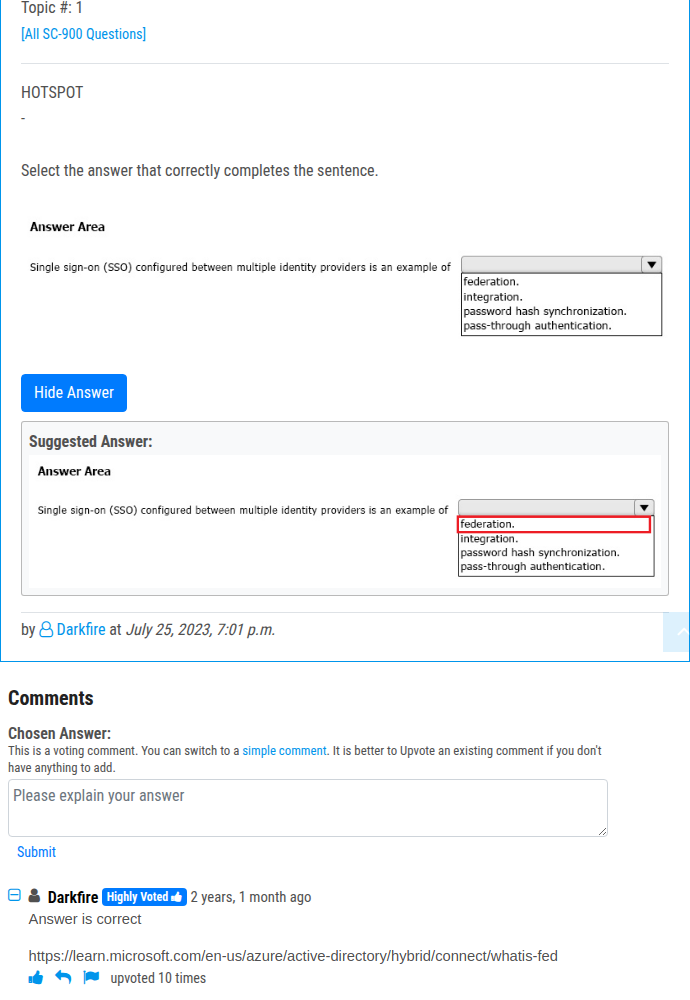 Topic #: 1
[All SC-900 Questions]
HOTSPOT
-
Select the answer that correctly completes the sentence.
Answer Area
Single sign-on (SSO) configured between multiple identity providers is an example of
federation.
integration.
password hash synchronization.
pass-through authentication.
Hide Answer
Suggested Answer:
Answer Area
Single sign-on (SSO) configured between multiple identity providers is an example of
federation.
integration.
password hash synchronization.
pass-through authentication.
by Darkfire at July 25, 2023, 7:01 p.m.
Comments
Chosen Answer:
This is a voting comment. You can switch to a simple comment. It is better to Upvote an existing comment if you don't
have anything to add.
Please explain your answer
Submit
Darkfire Highly Voted 2 years, 1 month ago
Answer is correct
https://learn.microsoft.com/en-us/azure/active-directory/hybrid/connect/whatis-fed
upvoted 10 times